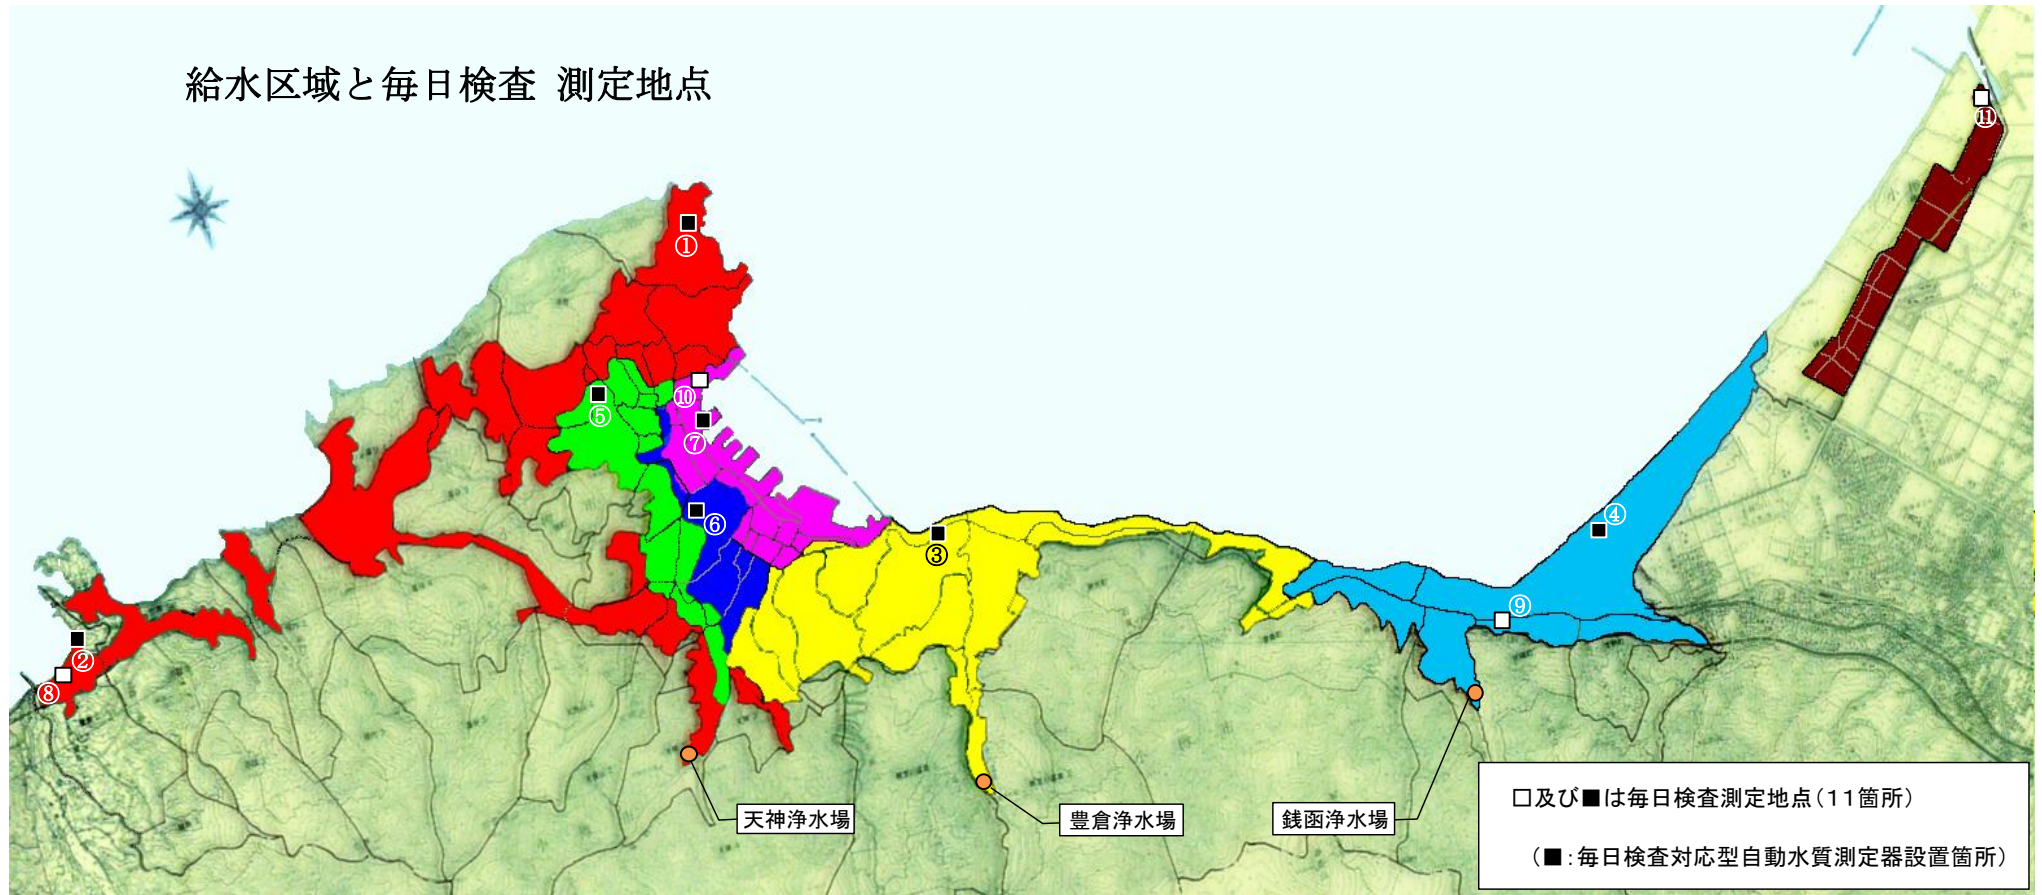 給水区域と毎日検査 測定地点
⑪
①
⑩
⑤
⑦
⑥
④
③
⑨
②
⑧
天神浄水場
豊倉浄水場
銭函浄水場
□及び■は毎日検査測定地点(11箇所)
(■:毎日検査対応型自動水質測定器設置箇所)